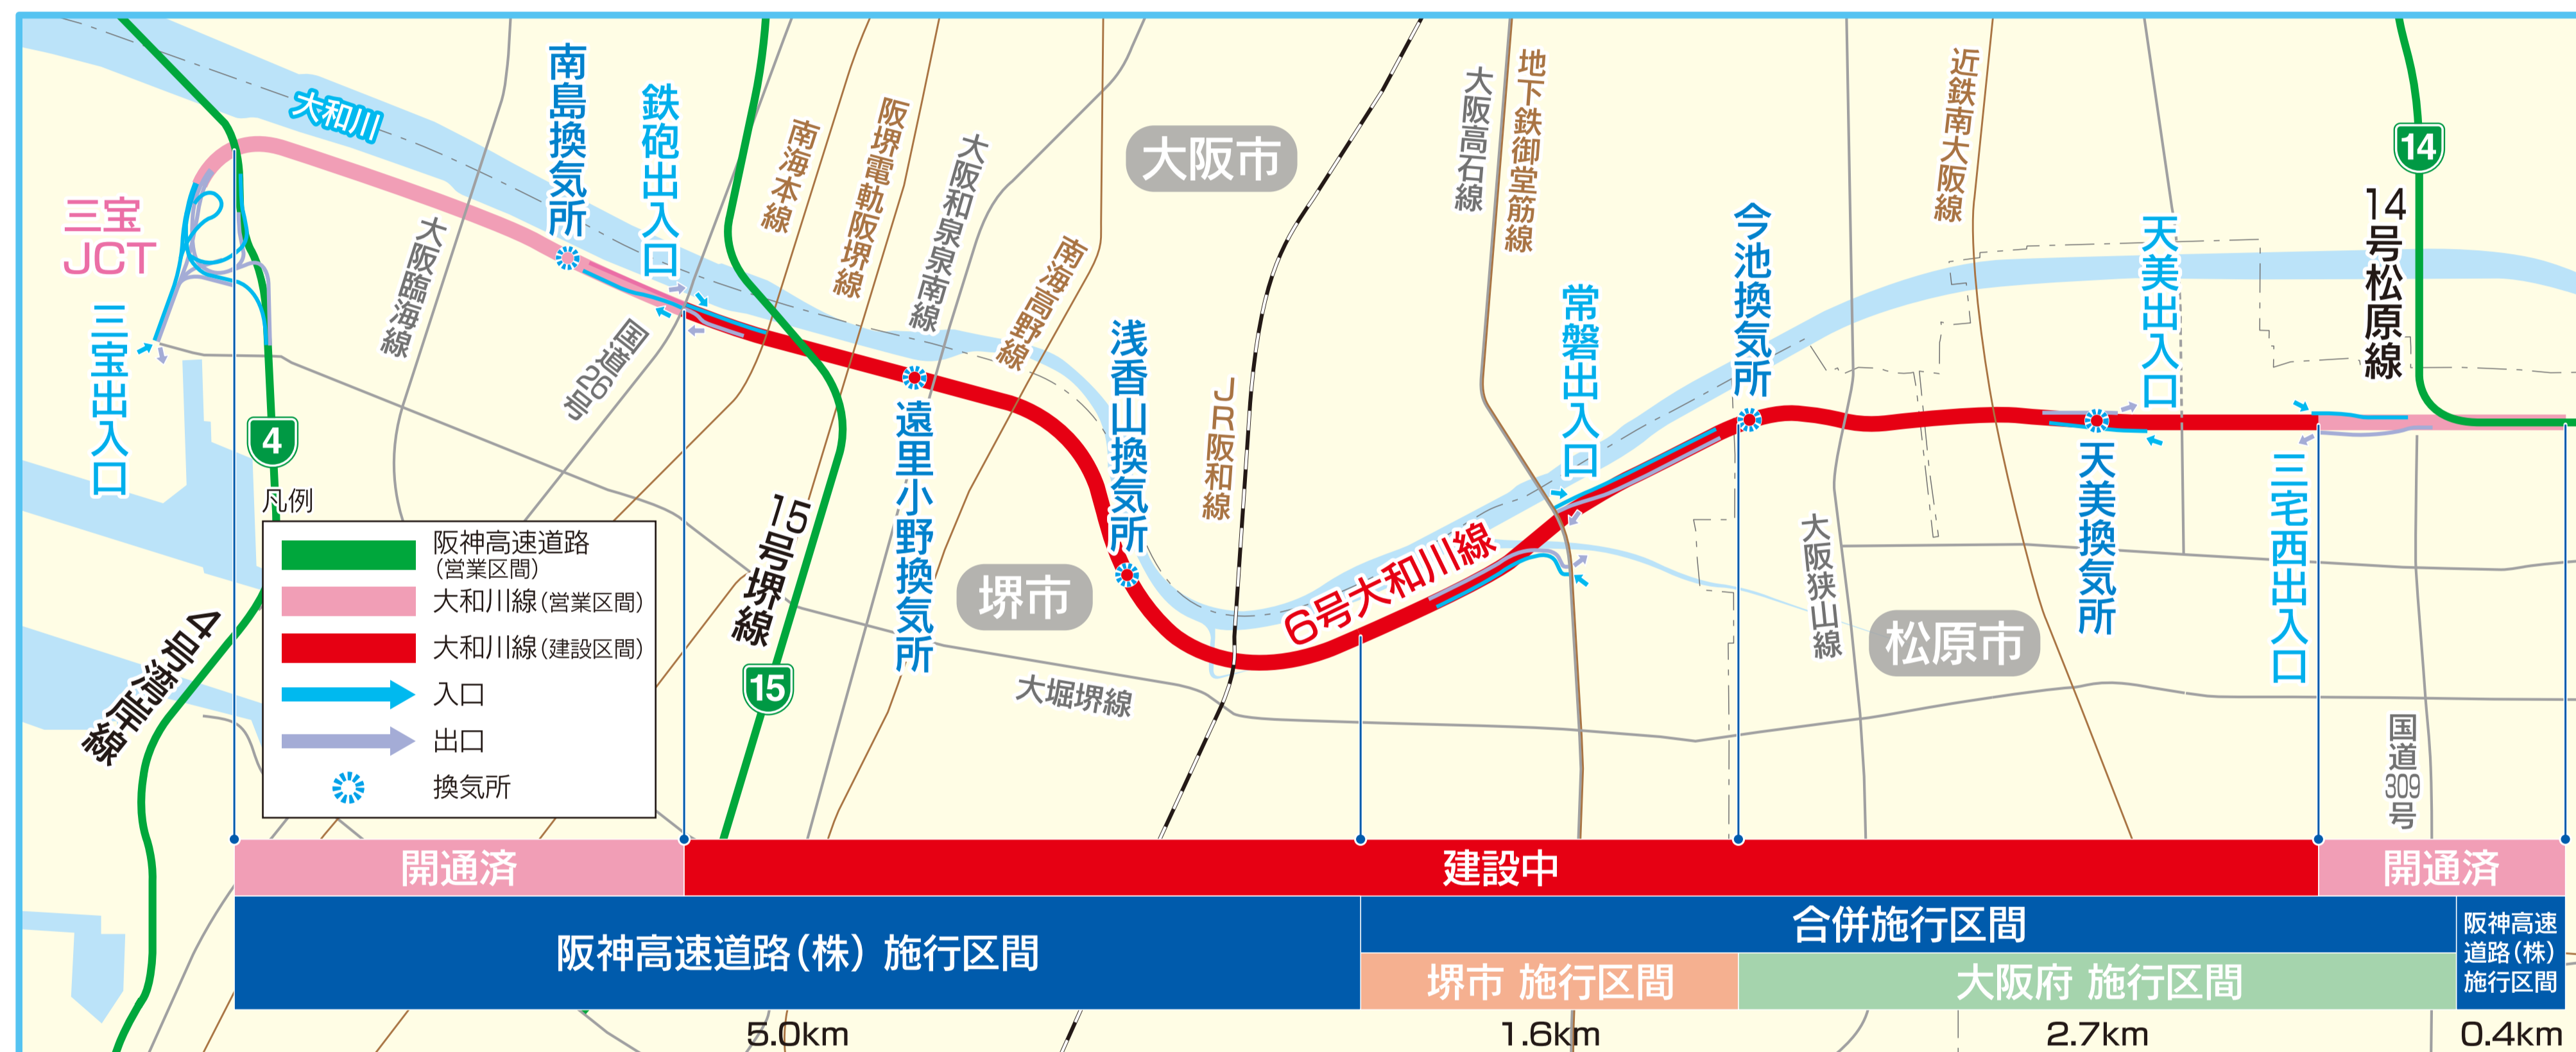 大和川
南島換気所
鉄砲出入口
三宝
JCT
三宝出入口
大阪臨海線
国道26号
南海本線
阪堺電軌阪堺線
大阪和泉泉南線
南海高野線
大阪市
大阪高石線
地下鉄御堂筋線
近鉄南大阪線
14
14号松原線
今池換気所
天美出入口
常磐出入口
浅香山換気所
遠里小野換気所
JR阪和線
4
15号堺線
15
堺市
6号大和川線
大阪狭山線
松原市
天美換気所
三宅西出入口
大堀堺線
国道309号
4号湾岸線
凡例
阪神高速道路
(営業区間)
大和川線(営業区間)
大和川線(建設区間)
入口
出口
換気所
開通済
建設中
開通済
阪神高速道路(株) 施行区間
合併施行区間
堺市 施行区間
大阪府 施行区間
阪神高速
道路(株)
施行区間
5.0km
1.6km
2.7km
0.4km